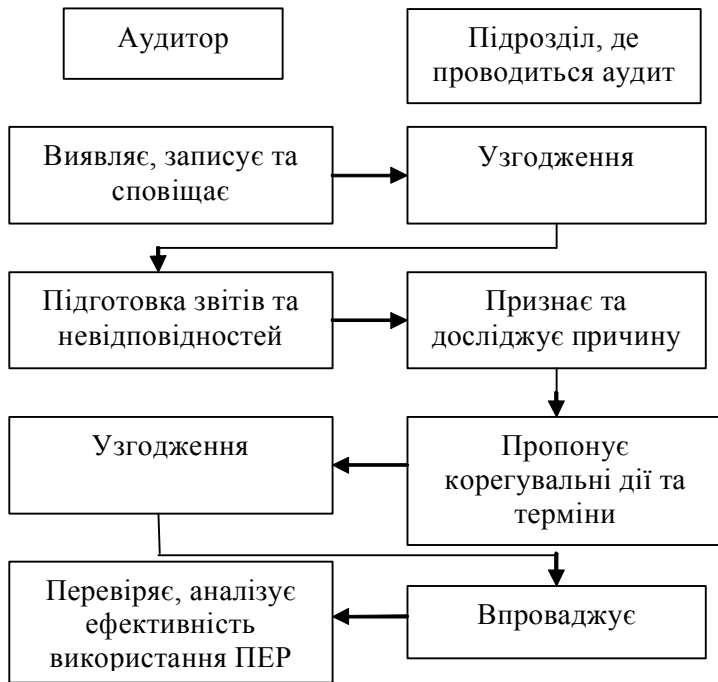 Аудитор
Підрозділ, де
проводиться аудит
Виявляє, записує та
сповіщає
Узгодження
Підготовка звітів та
невідповідностей
Признає та
досліджує причину
Узгодження
Пропонує
корегувальні дії та
терміни
Перевіряє, аналізує
ефективність
використання ПЕР
Впроваджує